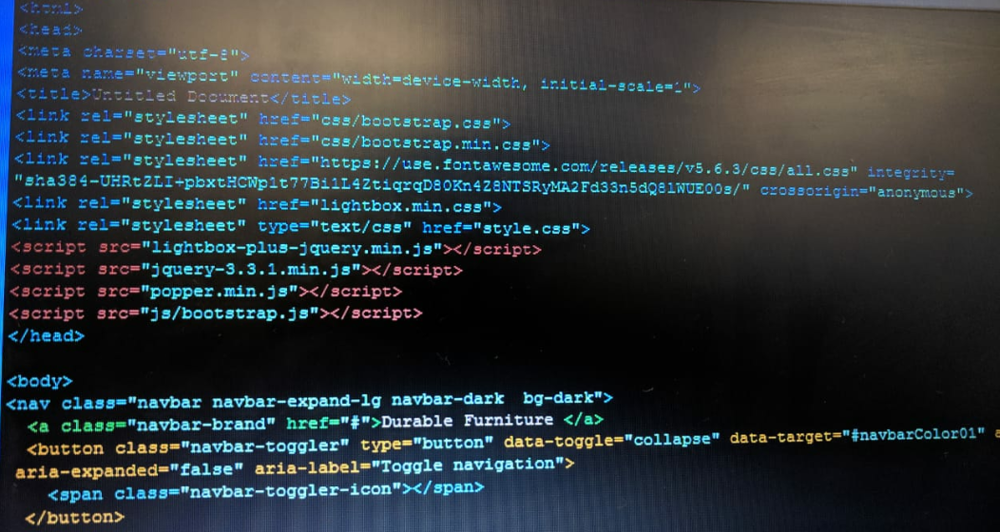 <html>
<head>
<meta charset="utf-8">
<meta name="viewport" content="width=device-width, initial-scale=1">
<title>Untitled Document</title>
<link rel="stylesheet" href="css/bootstrap.css">
<link rel="stylesheet" href="css/bootstrap.min.css">
<link rel="stylesheet" href="https://use.fontawesome.com/releases/v5.6.3/css/all.css" integrity=
"sha384-UHRtZLI+pbxtHCWp1t77Bi1L4ZtiqrqD80Kn4Z8NTSRyMA2Fd33n5dQ8lWUE00s/" crossorigin="anonymous">
<link rel="stylesheet" href="lightbox.min.css">
<link rel="stylesheet" type="text/css" href="style.css">
<script src="lightbox-plus-jquery.min.js"></script>
<script src="jquery-3.3.1.min.js"></script>
<script src="popper.min.js"></script>
<script src="js/bootstrap.js"></script>
</head>
<body>
<nav class="navbar navbar-expand-lg navbar-dark  bg-dark">
<a class="navbar-brand" href="#">Durable Furniture </a>
<button class="navbar-toggler" type="button" data-toggle="collapse" data-target="#navbarColor01"
aria-expanded="false" aria-label="Toggle navigation">
<span class="navbar-toggler-icon"></span>
</button>